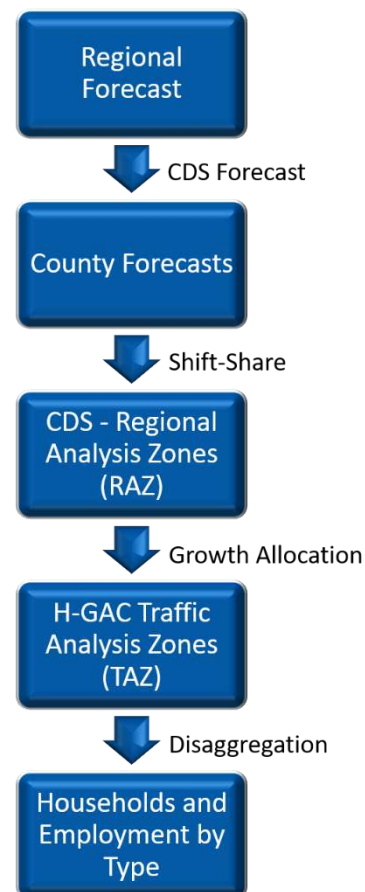 Regional
Forecast
CDS Forecast
County Forecasts
Shift-Share
CDS - Regional
Analysis Zones
(RAZ)
Growth Allocation
H-GAC Traffic
Analysis Zones
(TAZ)
Disaggregation
Households and
Employment by
Type